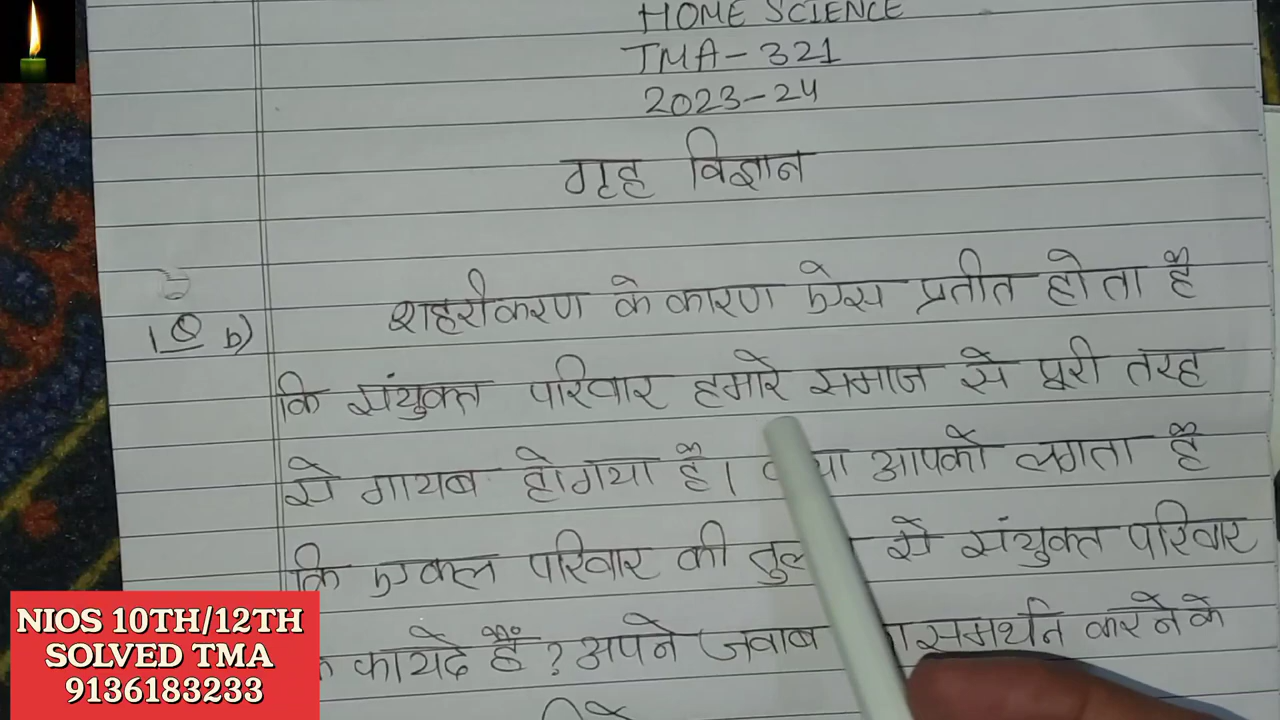 HOME SCIENCE
TMA-321
2023-24
गृह विज्ञान
शहरीकरण के कारण ऐस प्रतीत होता है
1 Q b)
कि संयुक्त परिवार हमारे समाज से पूरी तरह
से गायब होगया है। आपको लगता है
कि एकल परिवार की से संयुक्त परिवार
फायदे हैं? अपने जवाब समर्थन करने के
NIOS 10TH/12TH
SOLVED TMA
9136183233